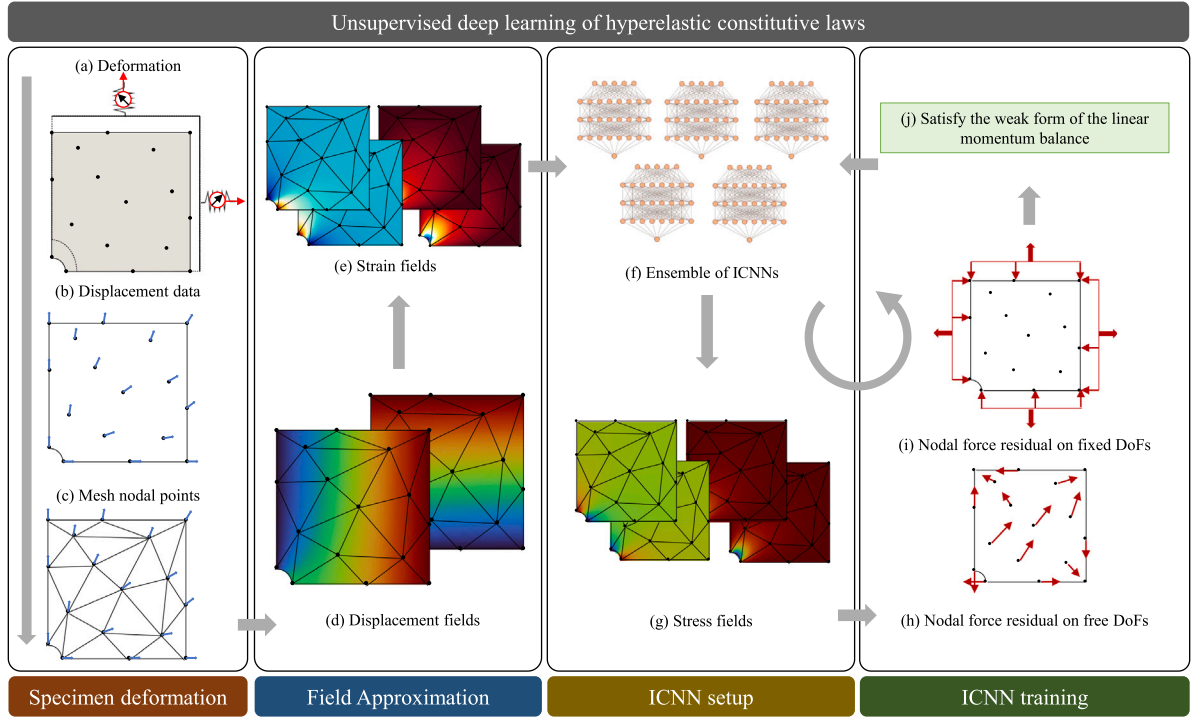 Unsupervised deep learning of hyperelastic constitutive laws
(a) Deformation
(b) Displacement data
(c) Mesh nodal points
(d) Displacement fields
(e) Strain fields
(f) Ensemble of ICNNs
(g) Stress fields
(j) Satisfy the weak form of the linear
momentum balance
(i) Nodal force residual on fixed DoFs
(h) Nodal force residual on free DoFs
Specimen deformation
Field Approximation
ICNN setup
ICNN training